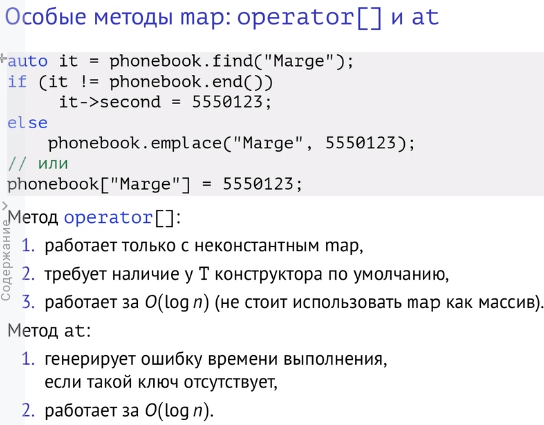 Особые методы map: operator[] и at
auto it = phonebook.find("Marge");
if (it != phonebook.end())
it->second = 5550123;
else
phonebook.emplace("Marge", 5550123);
// или
phonebook["Marge"] = 5550123;
Метод operator[]:
1. работает только с неконстантным map,
2. требует наличие у T конструктора по умолчанию,
3. работает за O(log n) (не стоит использовать map как массив).
Метод at:
1. генерирует ошибку времени выполнения,
если такой ключ отсутствует,
2. работает за O(log n).
Содержание